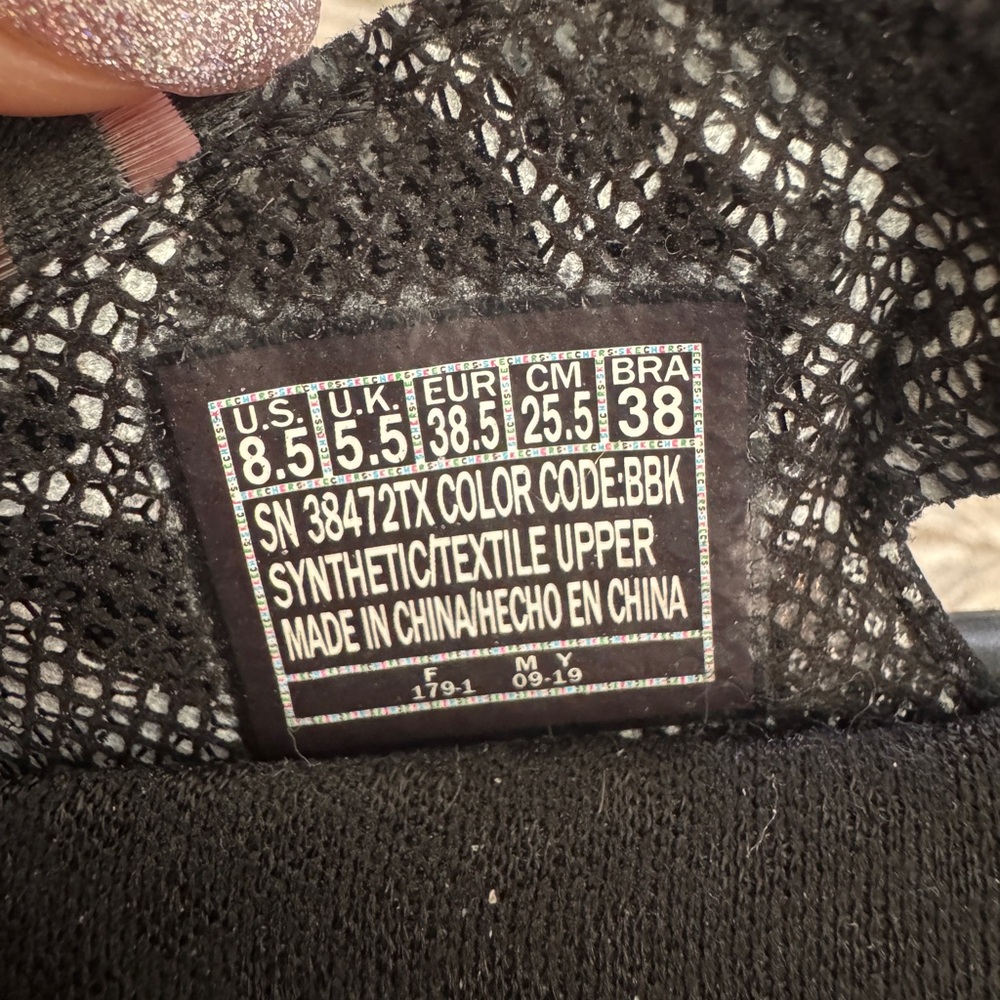 U.S. U.K. EUR CM BRA
8.5 5.5 38.5 25.5 38
SN 38472TX COLOR CODE:BBK
SYNTHETIC/TEXTILE UPPER
MADE IN CHINA/HECHO EN CHINA
F M Y
179-1 09-19